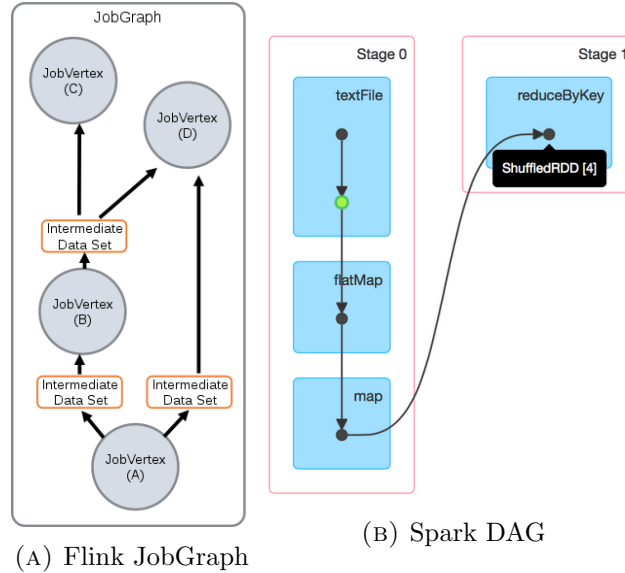 JobGraph
JobVertex
(C)
JobVertex
(D)
Intermediate
Data Set
JobVertex
(B)
Intermediate
Data Set
Intermediate
Data Set
JobVertex
(A)
(A) Flink JobGraph
Stage 0
textFile
flatMap
map
Stage 1
reduceByKey
ShuffledRDD [4]
(B) Spark DAG